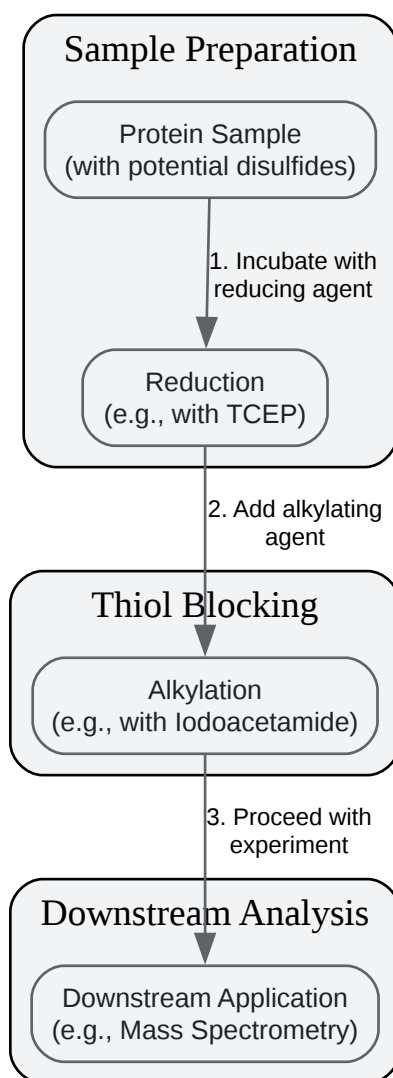 Sample Preparation
Protein Sample
(with potential disulfides)
1. Incubate with
reducing agent
Reduction
(e.g., with TCEP)
2. Add alkylating
agent
Thiol Blocking
Alkylation
(e.g., with Iodoacetamide)
3. Proceed with
experiment
Downstream Analysis
Downstream Application
(e.g., Mass Spectrometry)